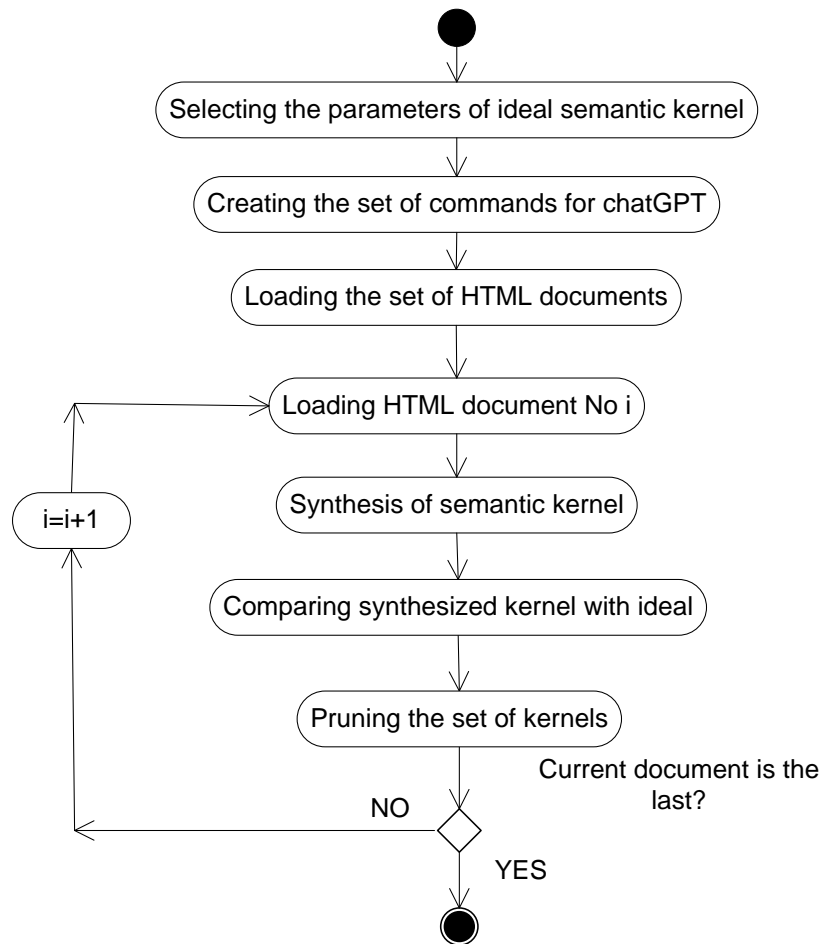 Selecting the parameters of ideal semantic kernel
Creating the set of commands for chatGPT
Loading the set of HTML documents
Loading HTML document No i
i=i+1
Synthesis of semantic kernel
Comparing synthesized kernel with ideal
Pruning the set of kernels
Current document is the
last?
NO
YES